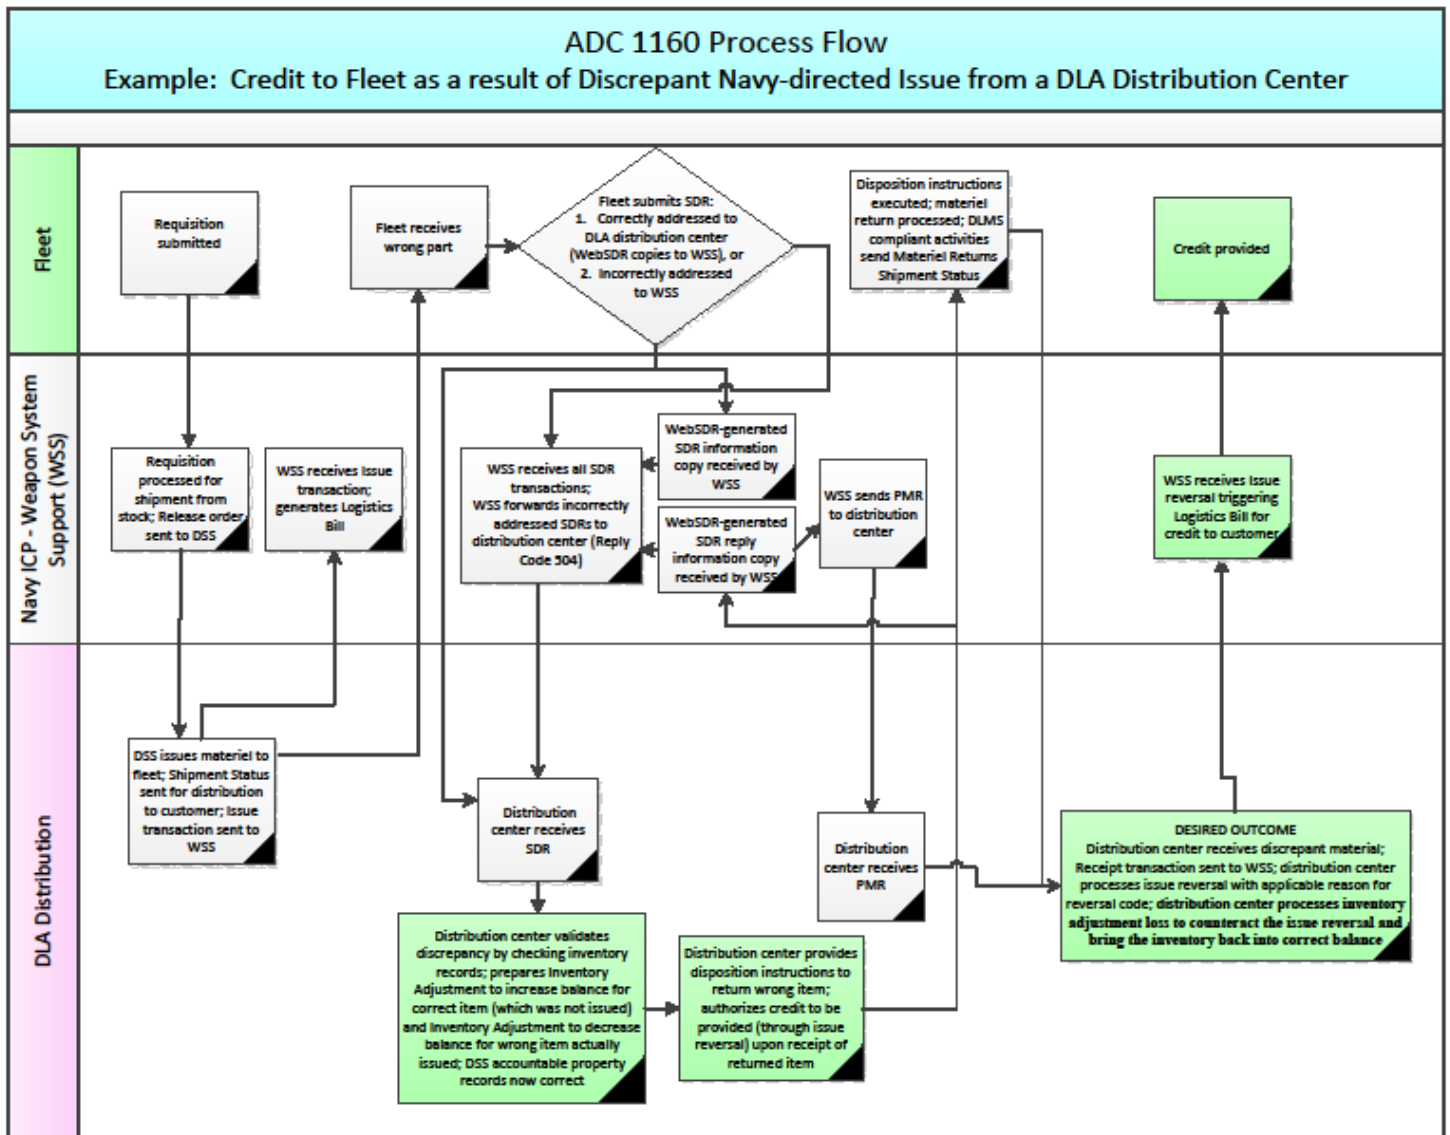 ADC 1160 Process Flow
Example:  Credit to Fleet as a result of Discrepant Navy-directed Issue from a DLA Distribution Center
Fleet
Requisition
submitted
Fleet receives
wrong part
Fleet submits SDR:
1.   Correctly addressed to
DLA distribution center
(WebSDR copies to WSS), or
2.  Incorrectly addressed
to WSS
Disposition instructions
executed; materiel
return processed; DLMS
compliant activities
send Materiel Returns
Shipment Status
Credit provided
Navy ICP - Weapon System
Support (WSS)
Requisition
processed for
shipment from
stock; Release order
sent to DSS
WSS receives Issue
transaction;
generates Logistics
Bill
WSS receives all SDR
transactions;
WSS forwards incorrectly
addressed SDRs to
distribution center (Reply
Code 504)
WebSDR-generated
SDR information
copy received by
WSS
WebSDR-generated
SDR reply
information copy
received by WSS
WSS sends PMR
to distribution
center
WSS receives Issue
reversal triggering
Logistics Bill for
credit to customer
DLA Distribution
DSS issues materiel to
fleet; Shipment Status
sent for distribution
to customer; Issue
transaction sent to
WSS
Distribution
center receives
SDR
Distribution
center receives
PMR
DESIRED OUTCOME
Distribution center receives discrepant material;
Receipt transaction sent to WSS; distribution center
processes issue reversal with applicable reason for
reversal code; distribution center processes inventory
adjustment loss to counteract the issue reversal and
bring the inventory back into correct balance
Distribution center validates
discrepancy by checking inventory
records; prepares Inventory
Adjustment to increase balance for
correct item (which was not issued)
and Inventory Adjustment to decrease
balance for wrong item actually
issued; DSS accountable property
records now correct
Distribution center provides
disposition instructions to
return wrong item;
authorizes credit to be
provided (through issue
reversal) upon receipt of
returned item